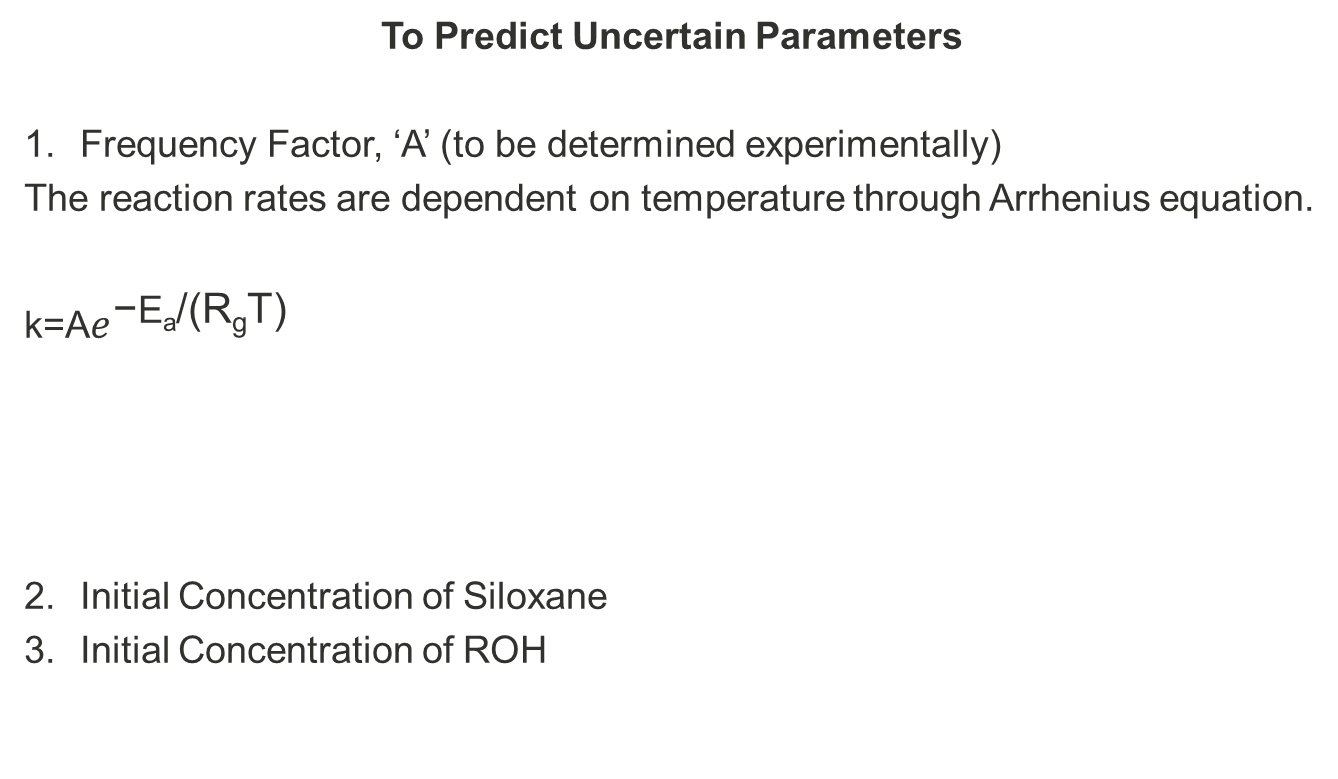 To Predict Uncertain Parameters
1. Frequency Factor, ‘A’ (to be determined experimentally)
The reaction rates are dependent on temperature through Arrhenius equation.
k=Ae−Ea/(RgT)
2. Initial Concentration of Siloxane
3. Initial Concentration of ROH